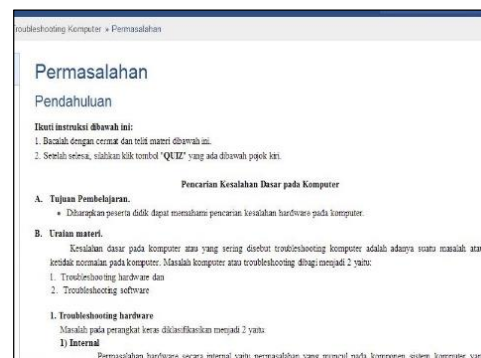 roubleshooting Komputer » Permasalahan
Permasalahan
Pendahuluan
Ikuti instruksi dibawah ini:
1. Bacalah dengan cermat dan teliti materi dibawah ini.
2. Setelah selesai, silahkan klik tombol "QUIZ" yang ada dibawah pojok kiri.
Pencarian Kesalahan Dasar pada Komputer
A. Tujuan Pembelajaran.
• Diharapkan peserta didik dapat memahami pencarian kesalahan hardware pada komputer.
B. Uraian materi.
Kesalahan dasar pada komputer atau yang sering disebut troubleshooting komputer adalah adanya suatu masalah atau
ketidak normalan pada komputer. Masalah komputer atau troubleshooting dibagi menjadi 2 yaitu:
1. Troubleshooting hardware dan
2. Troubleshooting software
1. Troubleshooting hardware
Masalah pada perangkat keras diklasifikasikan menjadi 2 yaitu:
1) Internal
Permasalahan hardware secara internal yaitu permasalahan yang muncul pada komponen sistem komputer yan